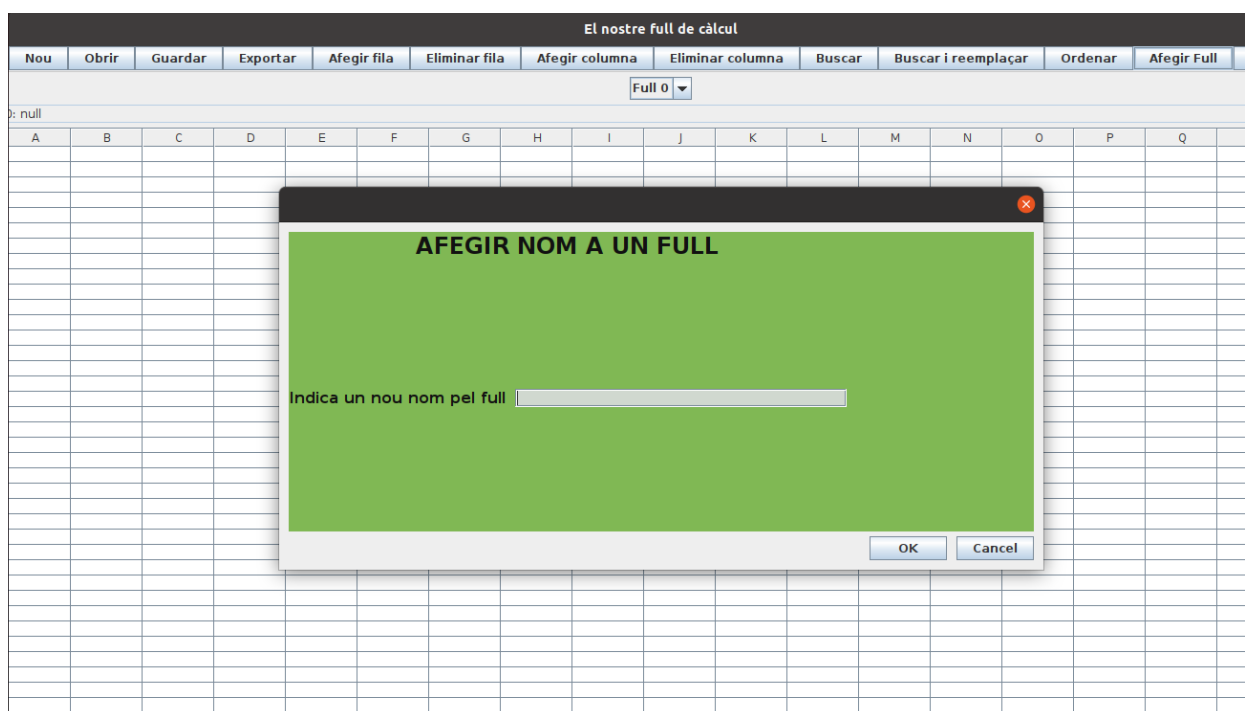 El nostre full de càlcul
Nou Obrir Guardar Exportar Afegir fila Eliminar fila Afegir columna Eliminar columna Buscar Buscar i reemplaçar Ordenar Afegir Full
Full 0
0: null
A B C D E F G H I J K L M N O P Q
AFEGIR NOM A UN FULL
Indica un nou nom pel full
OK Cancel